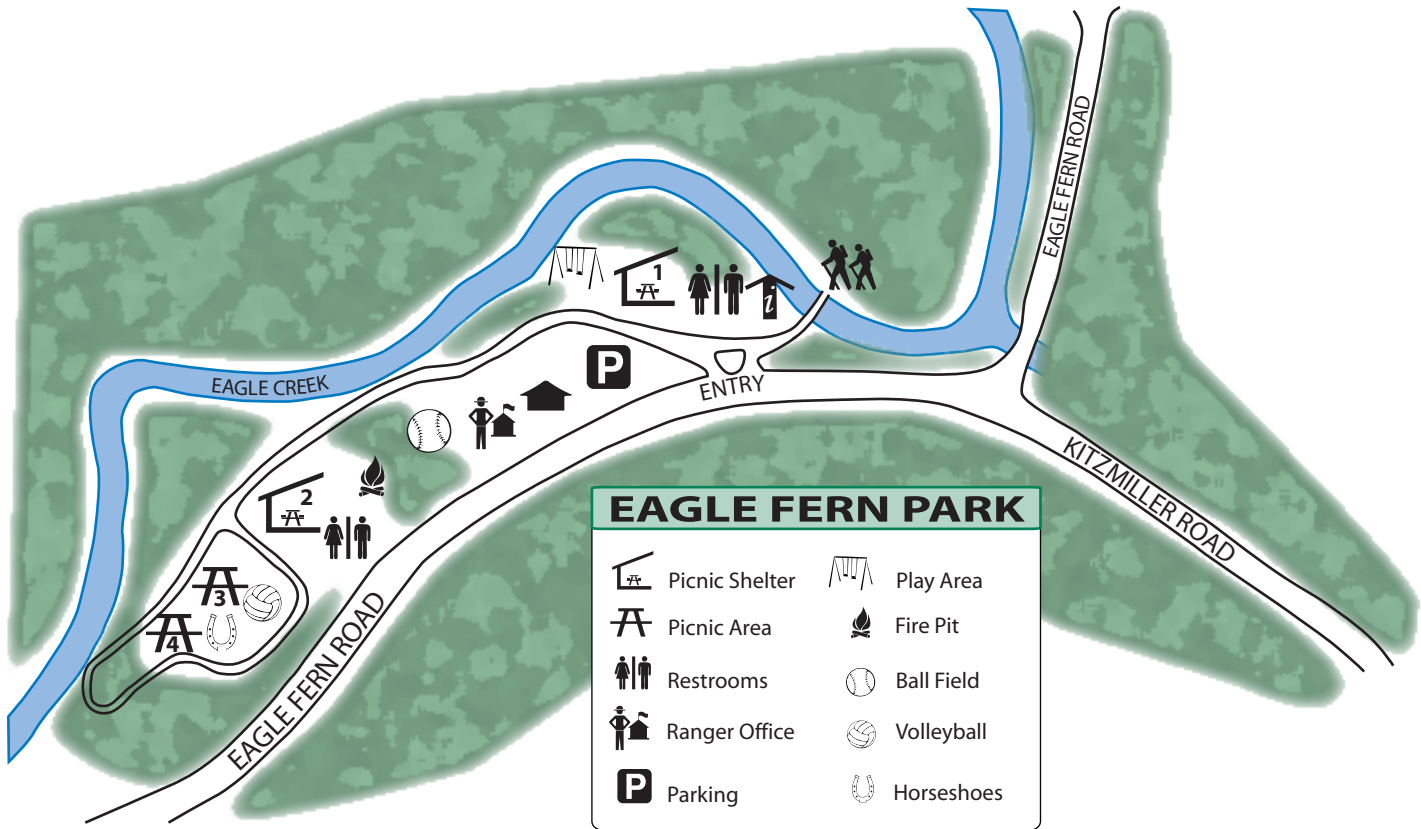 EAGLE FERN ROAD
1
i
P
EAGLE CREEK
ENTRY
KITZMILLER ROAD
2
3
4
EAGLE FERN ROAD
EAGLE FERN PARK
Picnic Shelter
Play Area
Picnic Area
Fire Pit
Restrooms
Ball Field
Ranger Office
Volleyball
P
Parking
Horseshoes